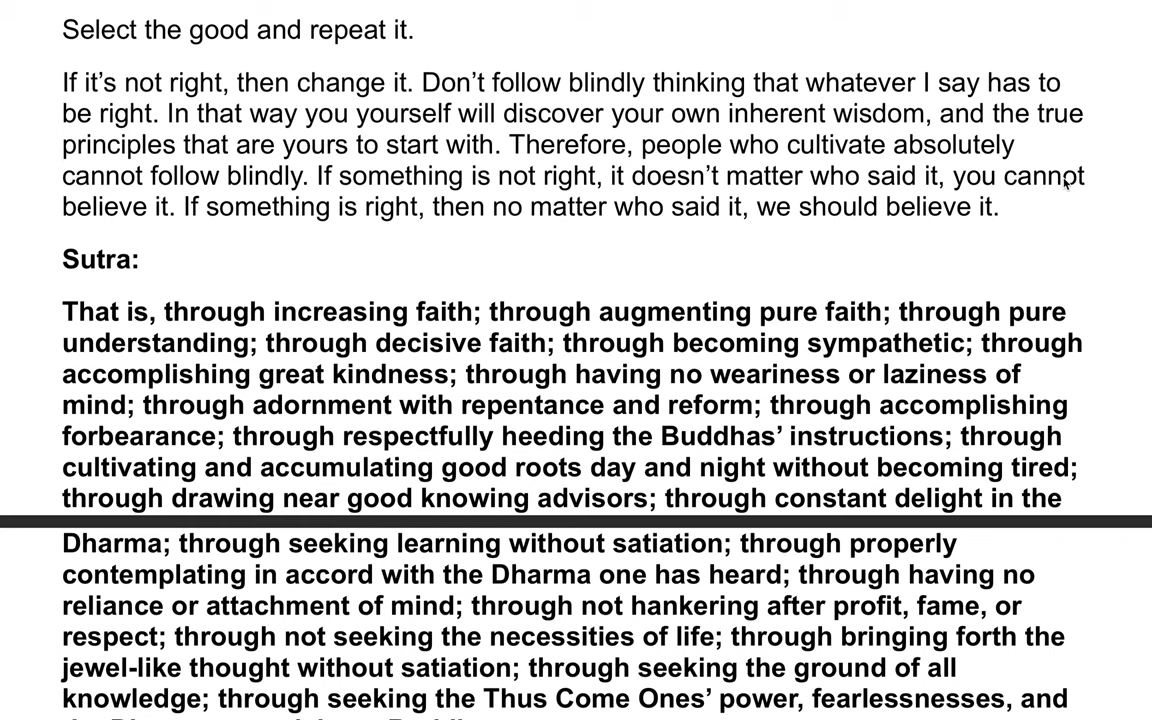 Select the good and repeat it.
If it’s not right, then change it. Don’t follow blindly thinking that whatever I say has to
be right. In that way you yourself will discover your own inherent wisdom, and the true
principles that are yours to start with. Therefore, people who cultivate absolutely
cannot follow blindly. If something is not right, it doesn’t matter who said it, you cannot
believe it. If something is right, then no matter who said it, we should believe it.
Sutra:
That is, through increasing faith; through augmenting pure faith; through pure
understanding; through decisive faith; through becoming sympathetic; through
accomplishing great kindness; through having no weariness or laziness of
mind; through adornment with repentance and reform; through accomplishing
forbearance; through respectfully heeding the Buddhas’ instructions; through
cultivating and accumulating good roots day and night without becoming tired;
through drawing near good knowing advisors; through constant delight in the
Dharma; through seeking learning without satiation; through properly
contemplating in accord with the Dharma one has heard; through having no
reliance or attachment of mind; through not hankering after profit, fame, or
respect; through not seeking the necessities of life; through bringing forth the
jewel-like thought without satiation; through seeking the ground of all
knowledge; through seeking the Thus Come Ones’ power, fearlessnesses, and